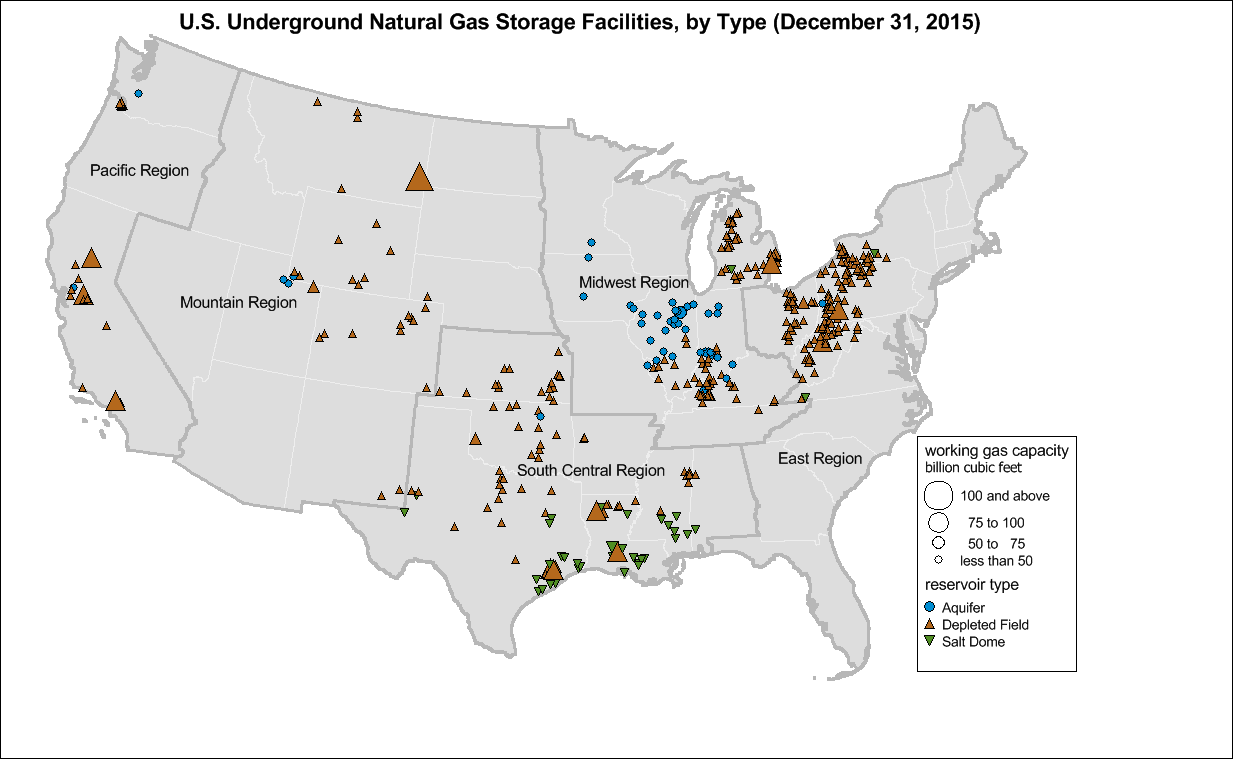 U.S. Underground Natural Gas Storage Facilities, by Type (December 31, 2015)
Pacific Region
Mountain Region
Midwest Region
South Central Region
East Region
working gas capacity
billion cubic feet
100 and above
75 to 100
50 to 75
less than 50
reservoir type
Aquifer
Depleted Field
Salt Dome